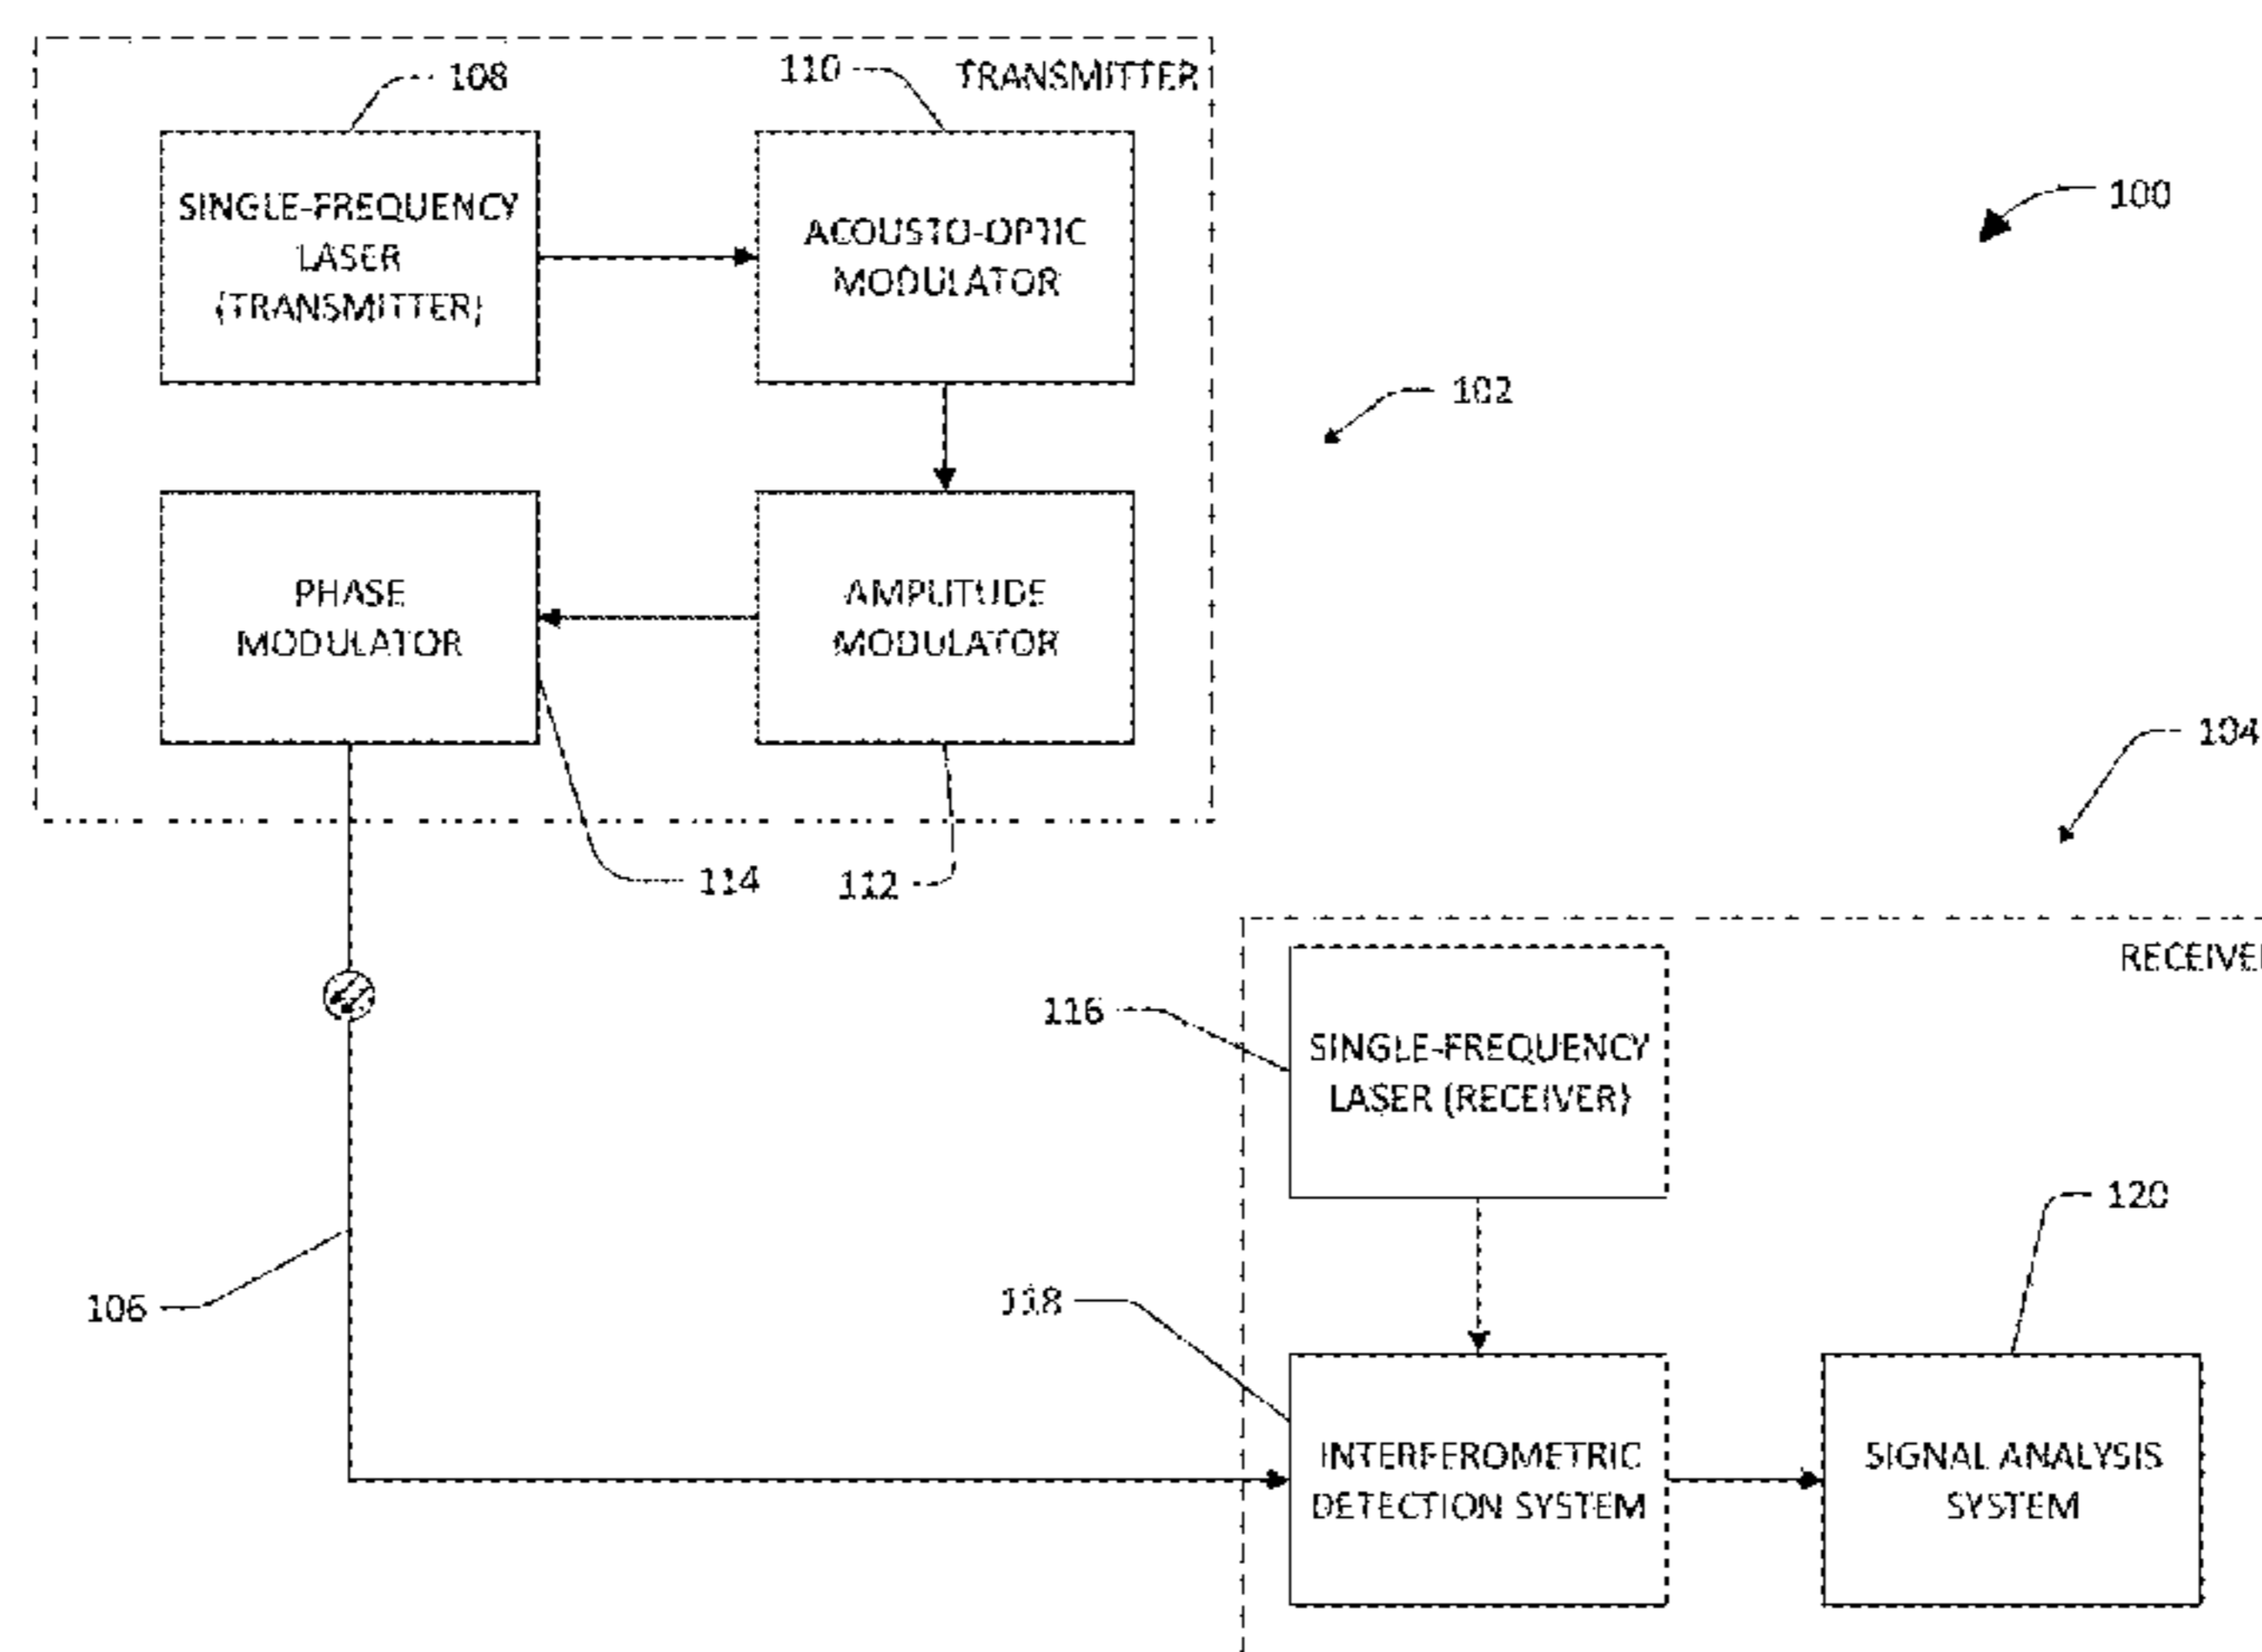 108
110
TRANSMITTER
SINGLE-FREQUENCY
LASER
(TRANSMITTER)
ACOUSTO-OPTIC
MODULATOR
100
102
PHASE
MODULATOR
AMPLITUDE
MODULATOR
104
114
112
RECEIVER
116
SINGLE-FREQUENCY
LASER (RECEIVER)
120
106
118
INTERFEROMETRIC
DETECTION SYSTEM
SIGNAL ANALYSIS
SYSTEM